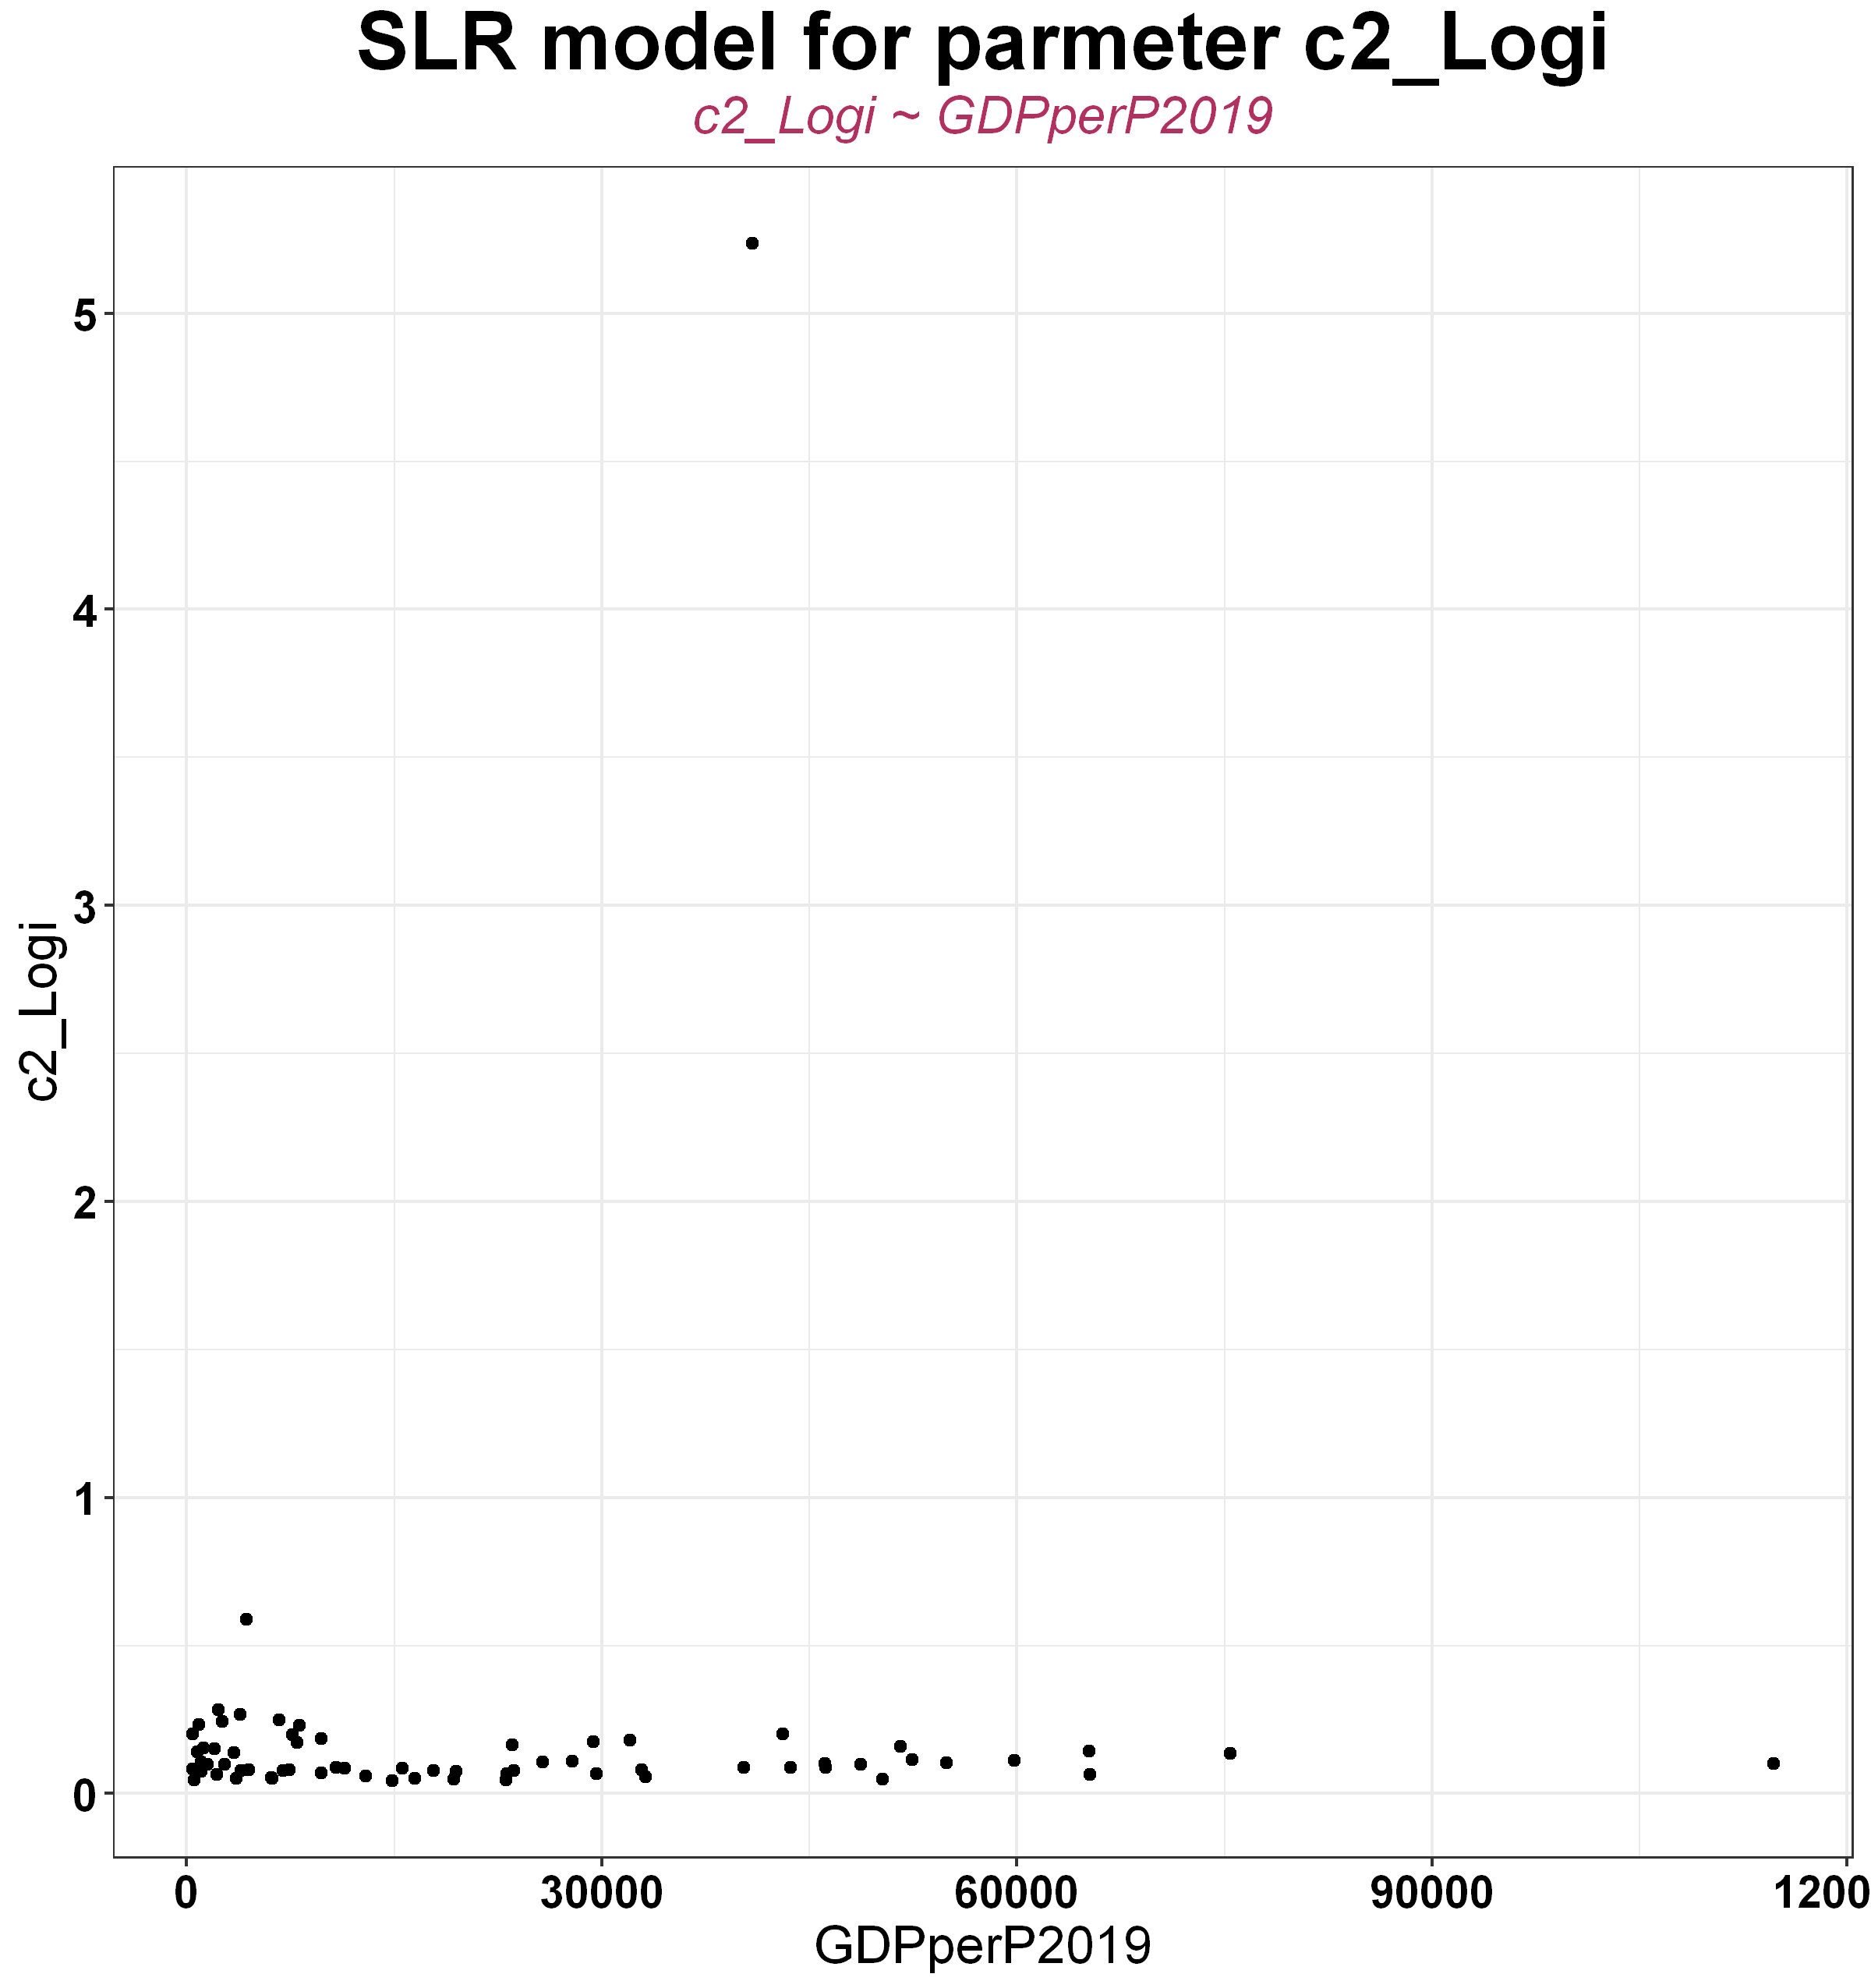 SLR model for parmeter c2_Logi
c2_Logi ~ GDPperP2019
5
4
3
2
1
0
c2_Logi
0 30000 60000 90000 1200
GDPperP2019